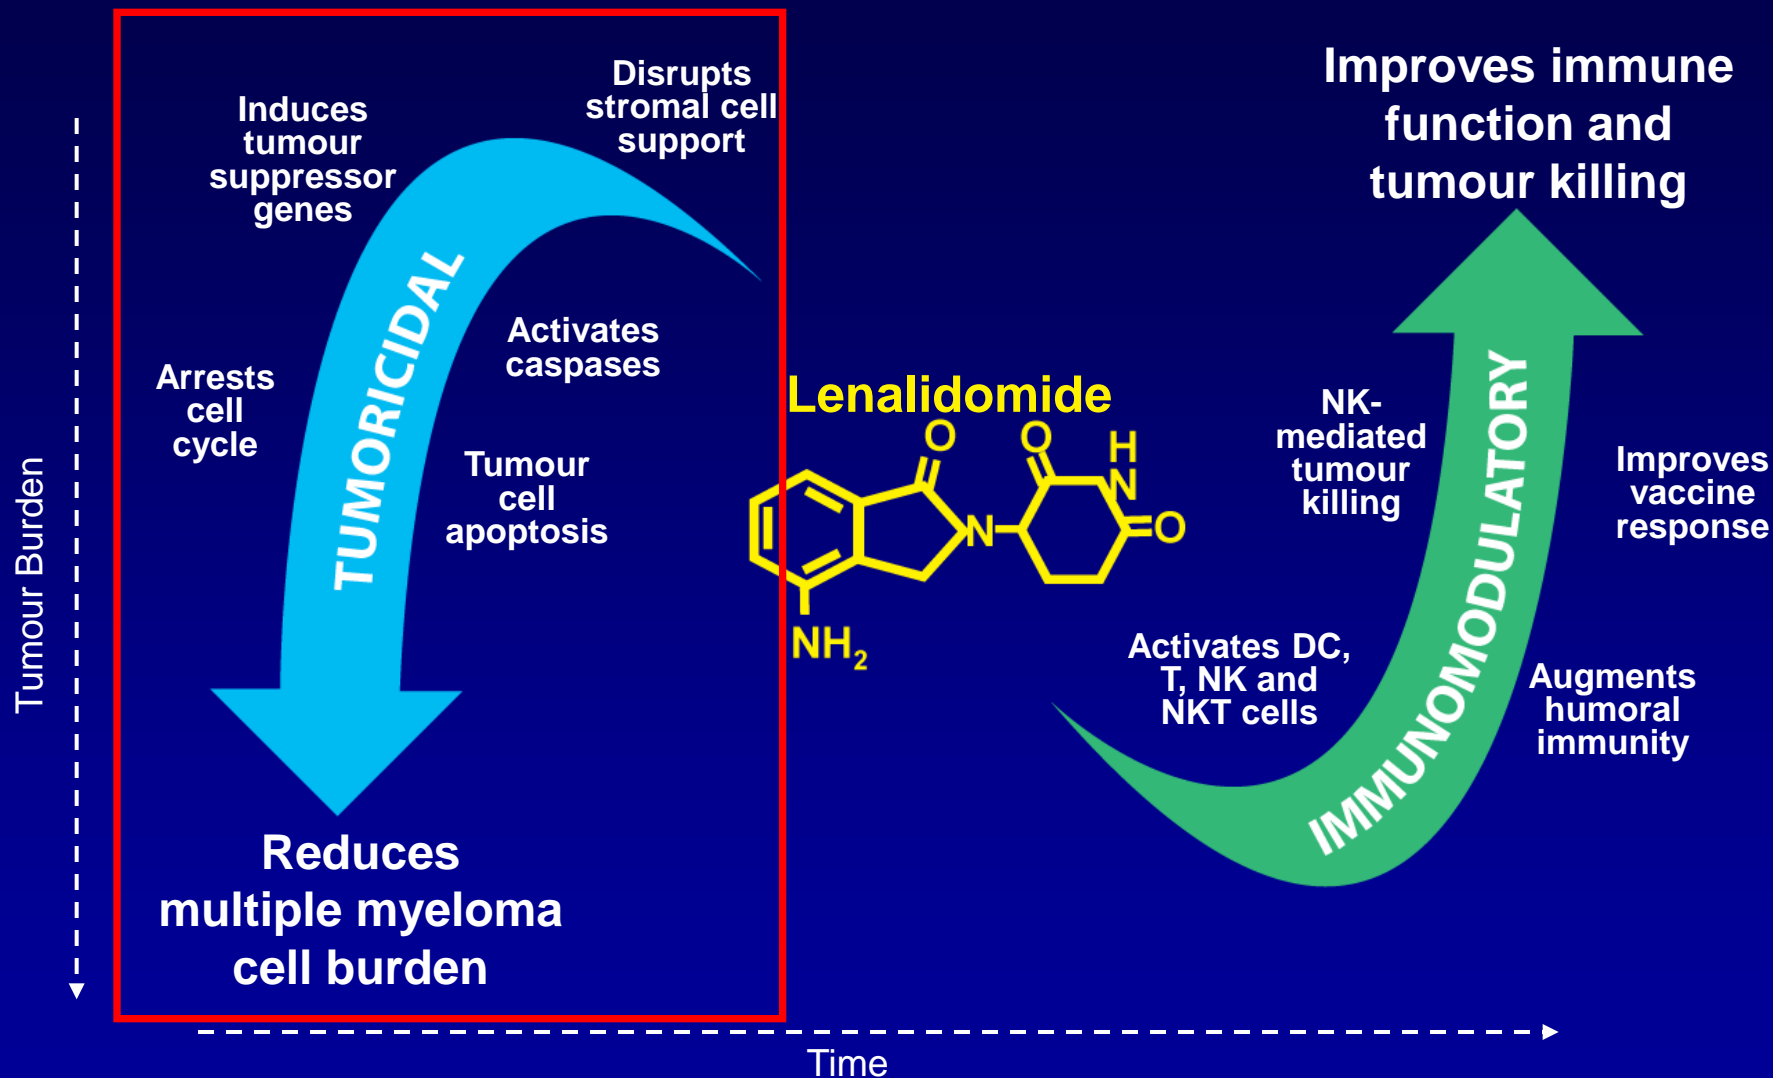 Disrupts
stromal cell
support
Induces
tumour
suppressor
genes
TUMORICIDAL
Activates
caspases
Arrests
cell
cycle
Tumour
cell
apoptosis
Reduces
multiple myeloma
cell burden
Lenalidomide
O
O
H
N
N
O
NH₂
Improves immune
function and
tumour killing
IMMUNOMODULATORY
NK-
mediated
tumour
killing
Improves
vaccine
response
Activates DC,
T, NK and
NKT cells
Augments
humoral
immunity
Tumour Burden
Time